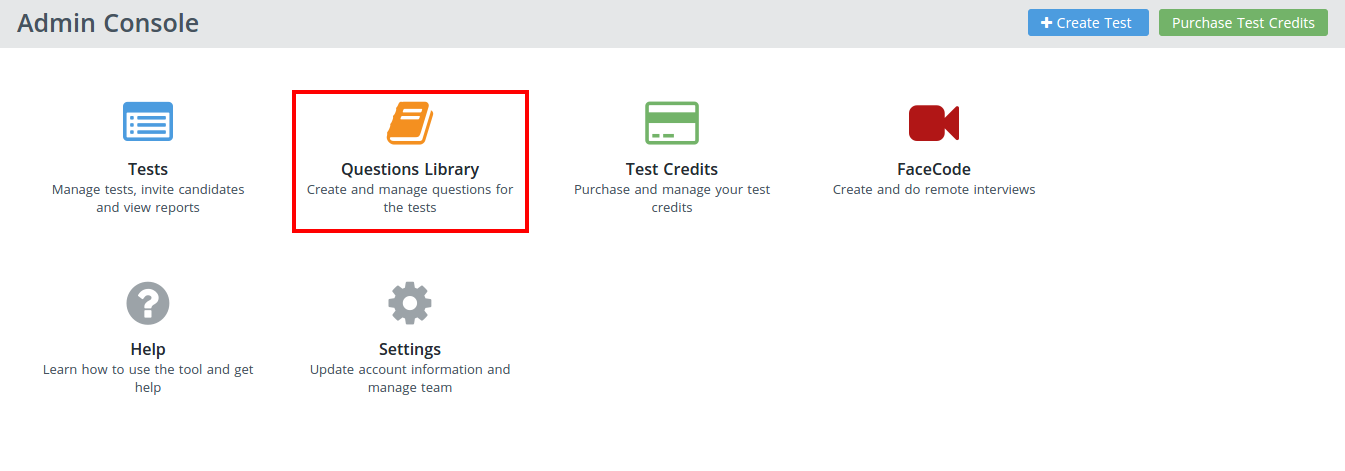 Admin Console
Create Test
Purchase Test Credits
Tests
Manage tests, invite candidates
and view reports
Questions Library
Create and manage questions for
the tests
Test Credits
Purchase and manage your test
credits
FaceCode
Create and do remote interviews
Help
Learn how to use the tool and get
help
Settings
Update account information and
manage team